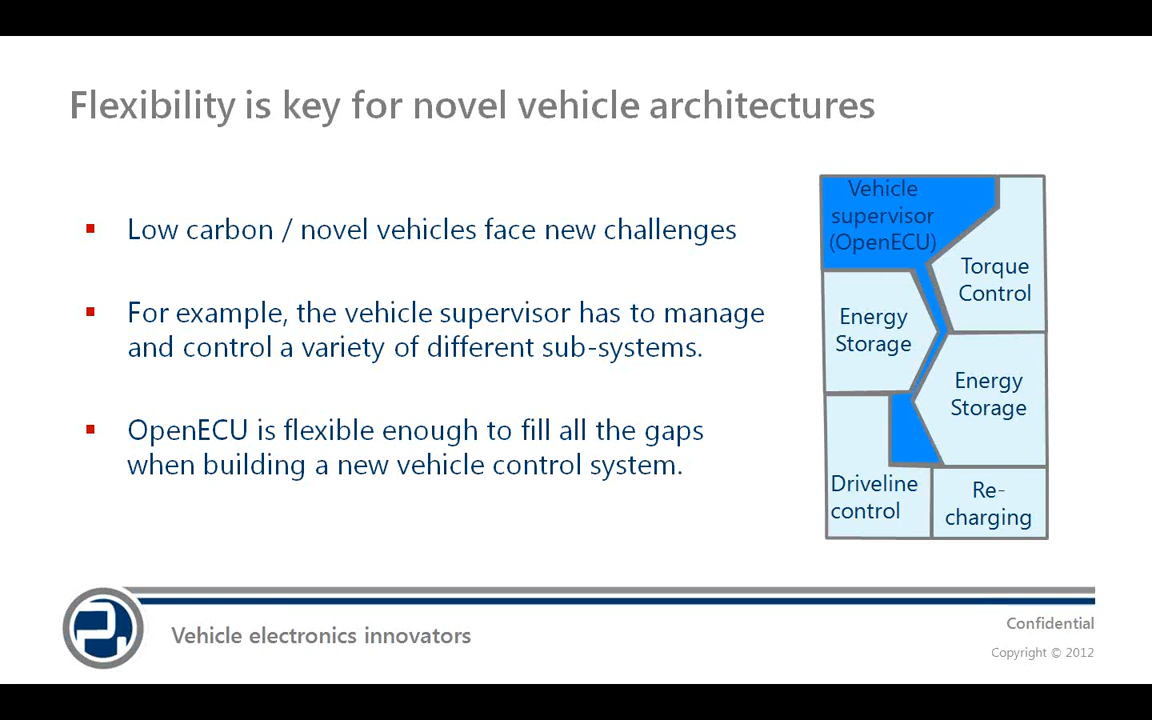 Flexibility is key for novel vehicle architectures
Low carbon / novel vehicles face new challenges
For example, the vehicle supervisor has to manage
and control a variety of different sub-systems.
OpenECU is flexible enough to fill all the gaps
when building a new vehicle control system.
Vehicle
supervisor
(OpenECU)
Torque
Control
Energy
Storage
Energy
Storage
Driveline
control
Re-
charging
Vehicle electronics innovators
Confidential
Copyright © 2012